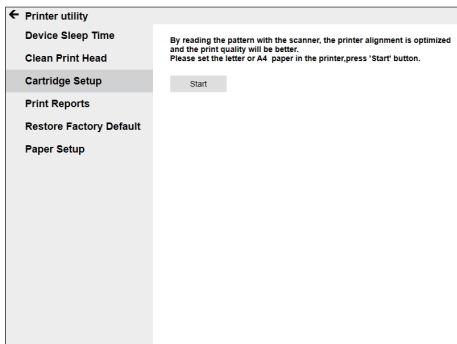 Printer utility
Device Sleep Time
Clean Print Head
Cartridge Setup
Print Reports
Restore Factory Default
Paper Setup
By reading the pattern with the scanner, the printer alignment is optimized
and the print quality will be better.
Please set the letter or A4 paper in the printer,press 'Start' button.
Start